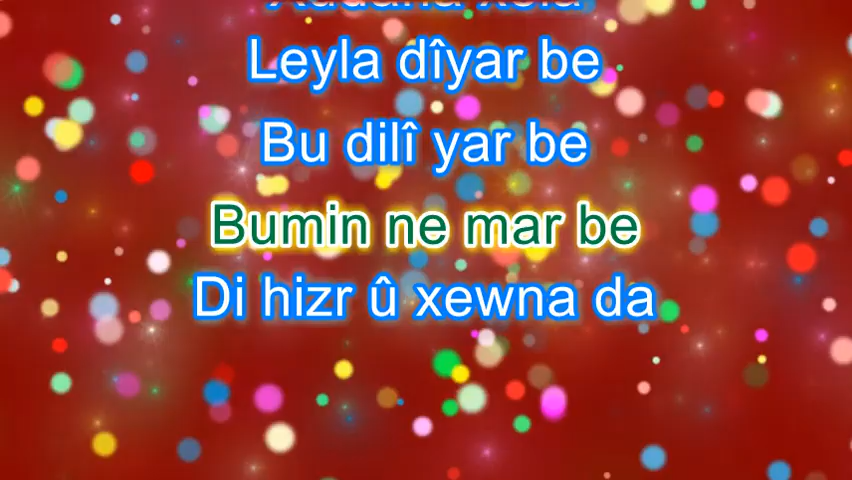 Leyla dîyar be
Bu dilî yar be
Bumin ne mar be
Di hizr û xewna da